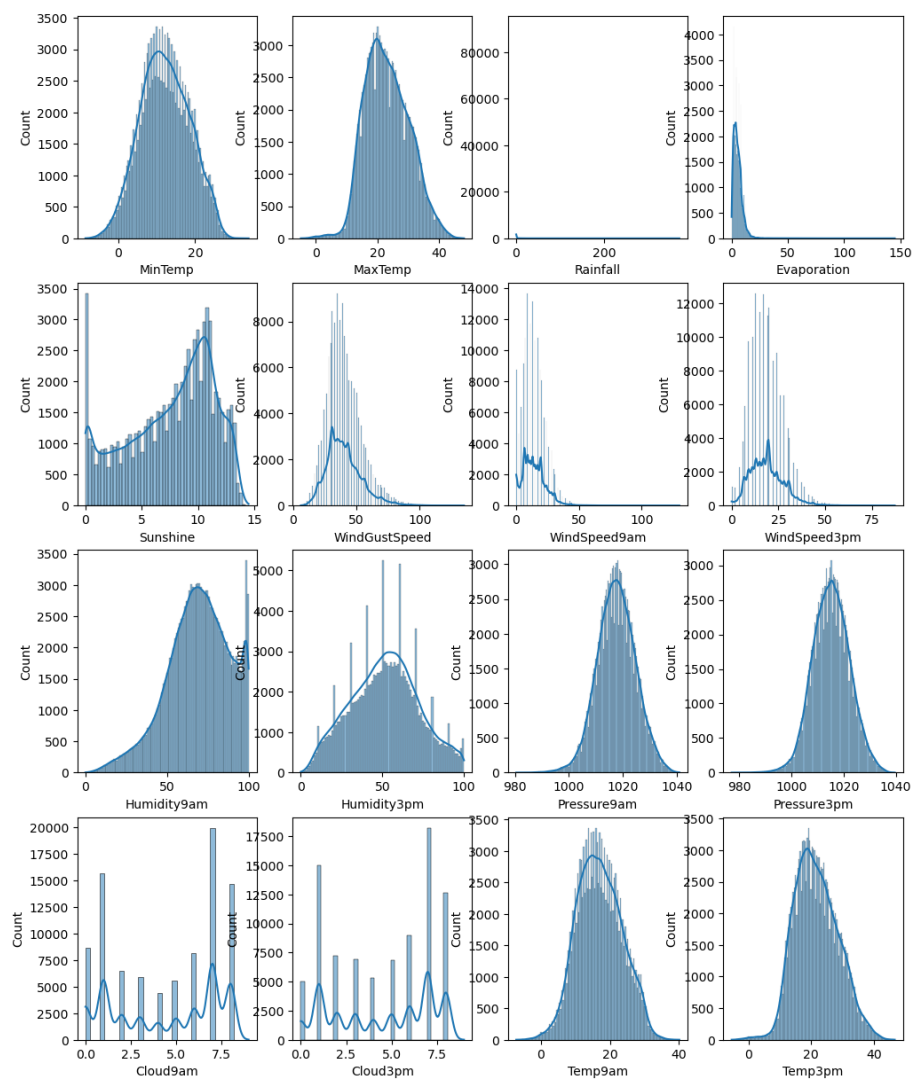 3500
3000
2500
2000
1500
1000
500
0
Count
0 20
MinTemp
3000
2500
2000
1500
1000
500
0
Count
0 20 40
MaxTemp
80000
60000
40000
20000
0
Count
0 200
Rainfall
4000
3500
3000
2500
2000
1500
1000
500
0
Count
0 50 100 150
Evaporation
3500
3000
2500
2000
1500
1000
500
0
Count
0 5 10 15
Sunshine
8000
6000
4000
2000
0
Count
0 50 100
WindGustSpeed
14000
12000
10000
8000
6000
4000
2000
0
Count
0 50 100
WindSpeed9am
12000
10000
8000
6000
4000
2000
0
Count
0 25 50 75
WindSpeed3pm
3500
3000
2500
2000
1500
1000
500
0
Count
0 50 100
Humidity9am
5000
4000
3000
2000
1000
0
Count
0 50 100
Humidity3pm
3000
2500
2000
1500
1000
500
0
Count
980 1000 1020 1040
Pressure9am
3000
2500
2000
1500
1000
500
0
Count
980 1000 1020 1040
Pressure3pm
20000
17500
15000
12500
10000
7500
5000
2500
0
Count
0.0 2.5 5.0 7.5
Cloud9am
17500
15000
12500
10000
7500
5000
2500
0
Count
0.0 2.5 5.0 7.5
Cloud3pm
3500
3000
2500
2000
1500
1000
500
0
Count
0 20 40
Temp9am
3500
3000
2500
2000
1500
1000
500
0
Count
0 20 40
Temp3pm